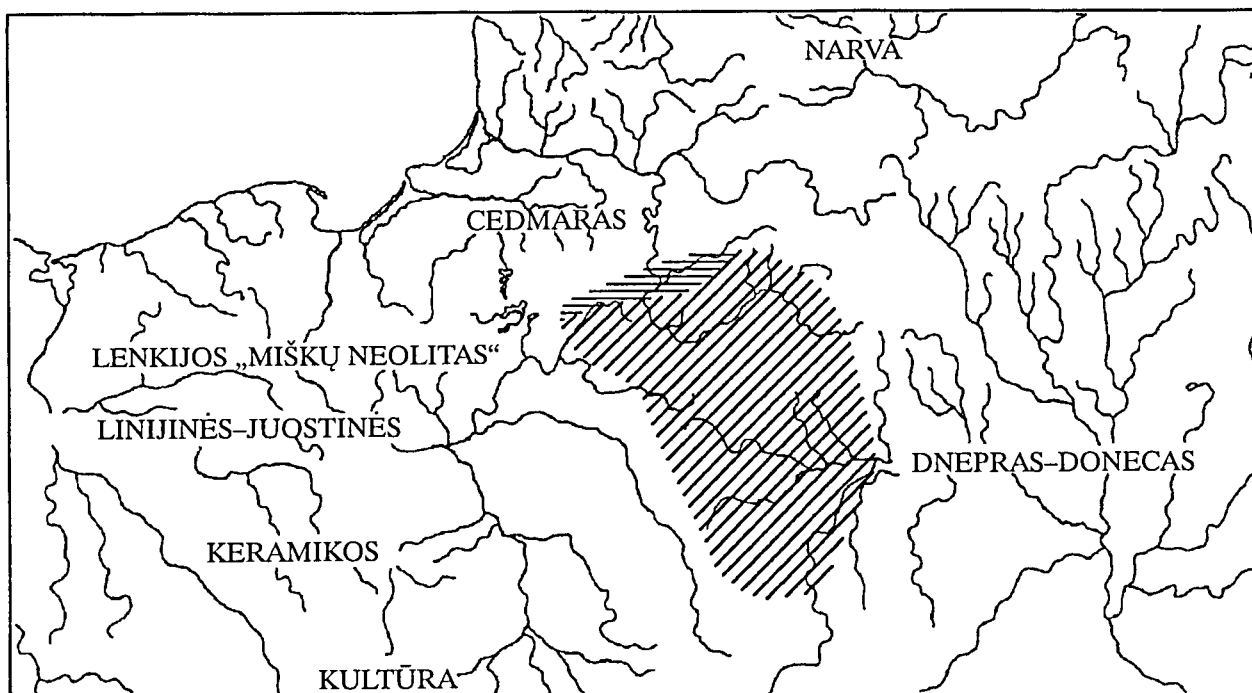 NARVA
CEDMARAS
LENKIJOS „MIŠKŲ NEOLITAS“
LINIJINĖS–JUOSTINĖS
DNEPRAS–DONECAS
KERAMIKOS
KULTŪRA